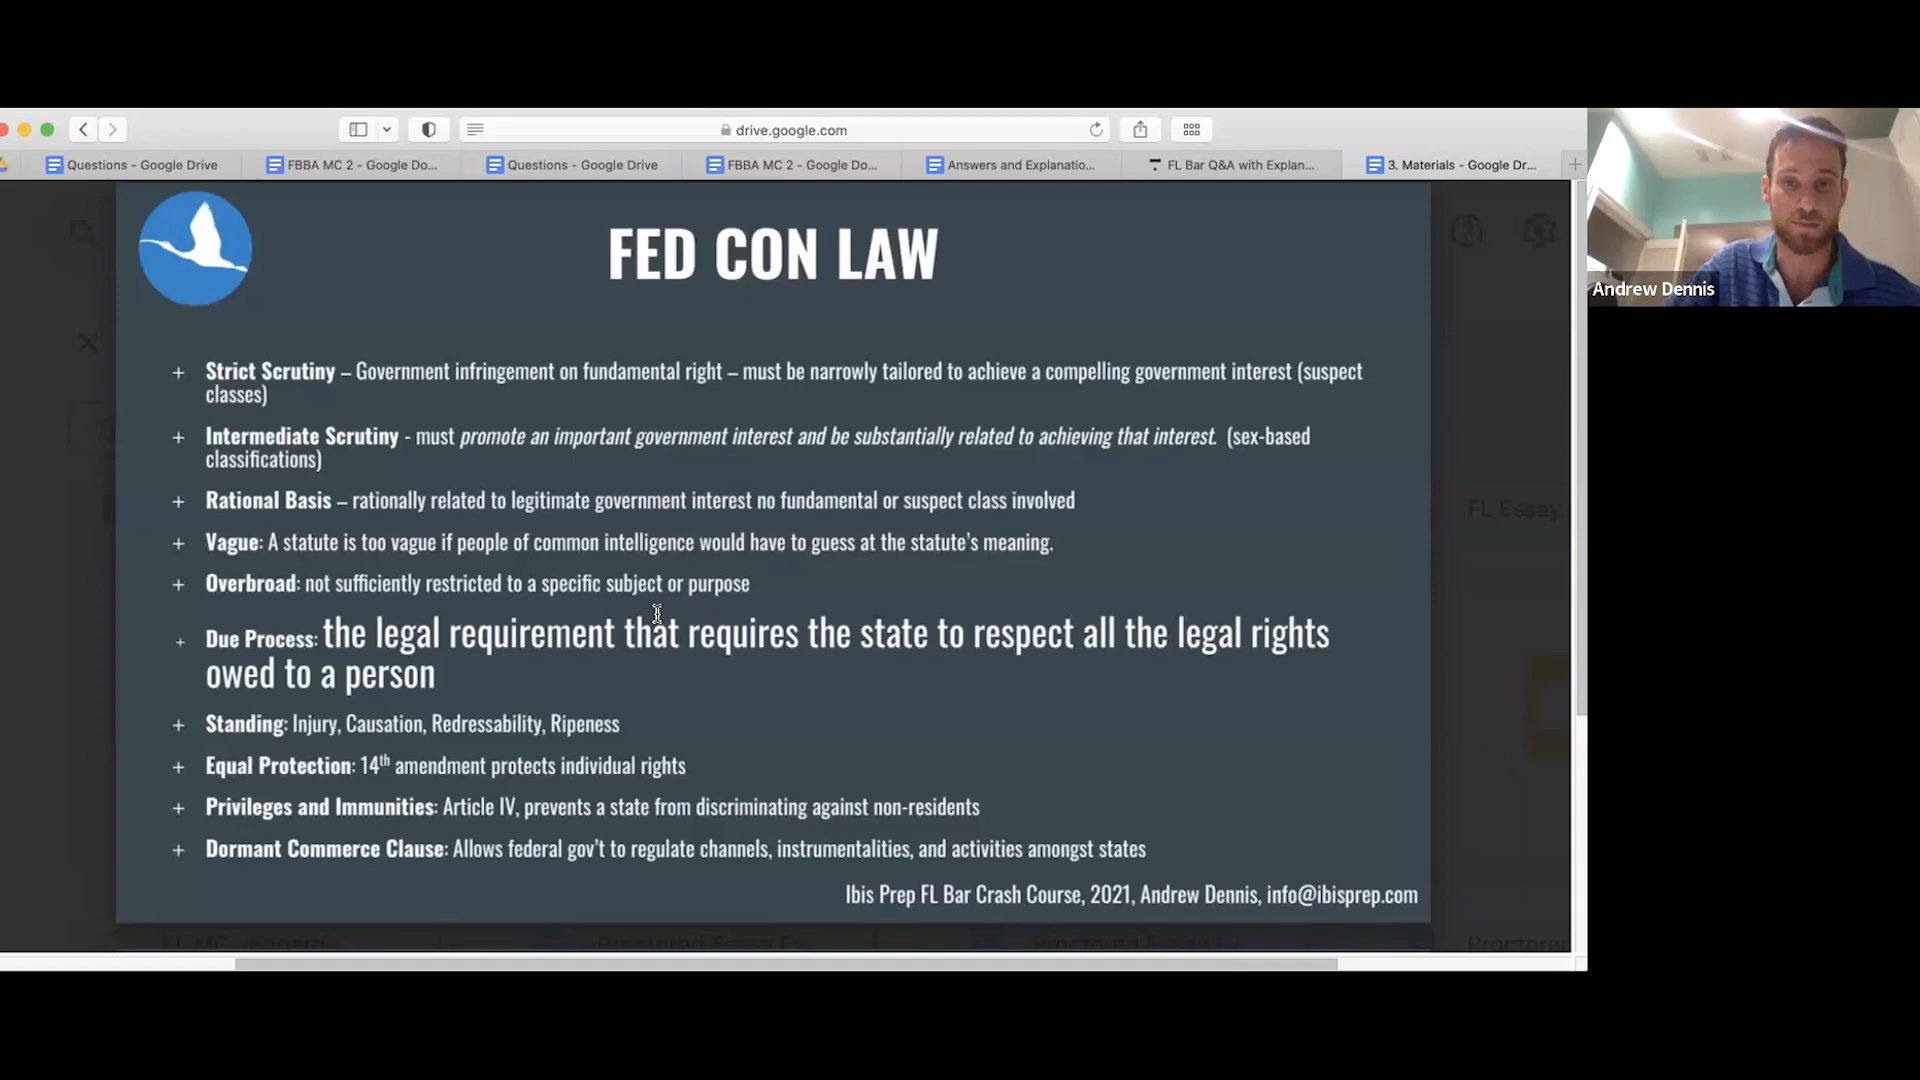 drive.google.com
Questions - Google Drive
FBBA MC 2 - Google Do...
Questions - Google Drive
FBBA MC 2 - Google Do...
Answers and Explanatio...
FL Bar Q&A with Explan...
3. Materials - Google Dr...
FED CON LAW
Andrew Dennis
+ Strict Scrutiny – Government infringement on fundamental right – must be narrowly tailored to achieve a compelling government interest (suspect
classes)
+ Intermediate Scrutiny - must promote an important government interest and be substantially related to achieving that interest. (sex-based
classifications)
+ Rational Basis – rationally related to legitimate government interest no fundamental or suspect class involved
FL Essay
+ Vague: A statute is too vague if people of common intelligence would have to guess at the statute's meaning.
+ Overbroad: not sufficiently restricted to a specific subject or purpose
+ Due Process: the legal requirement that requires the state to respect all the legal rights
owed to a person
+ Standing: Injury, Causation, Redressability, Ripeness
+ Equal Protection: 14th amendment protects individual rights
+ Privileges and Immunities: Article IV, prevents a state from discriminating against non-residents
+ Dormant Commerce Clause: Allows federal gov't to regulate channels, instrumentalities, and activities amongst states
Ibis Prep FL Bar Crash Course, 2021, Andrew Dennis, info@ibisprep.com